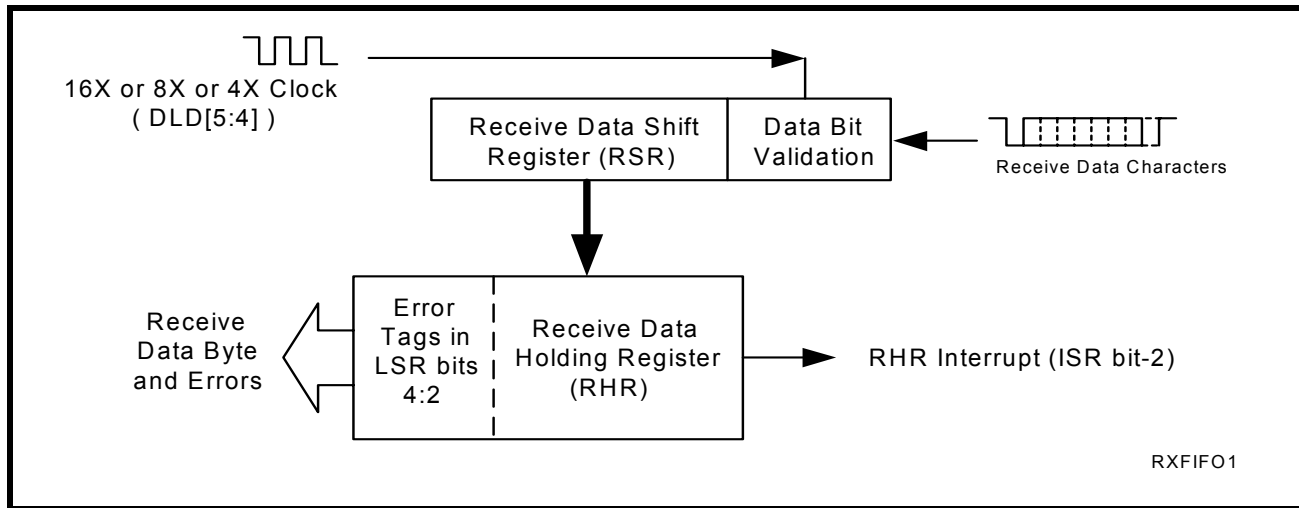 16X or 8X or 4X Clock
( DLD[5:4] )
Receive Data Shift
Register (RSR)
Data Bit
Validation
Receive Data Characters
Receive
Data Byte
and Errors
Error
Tags in
LSR bits
4:2
Receive Data
Holding Register
(RHR)
RHR Interrupt (ISR bit-2)
RXFIFO1